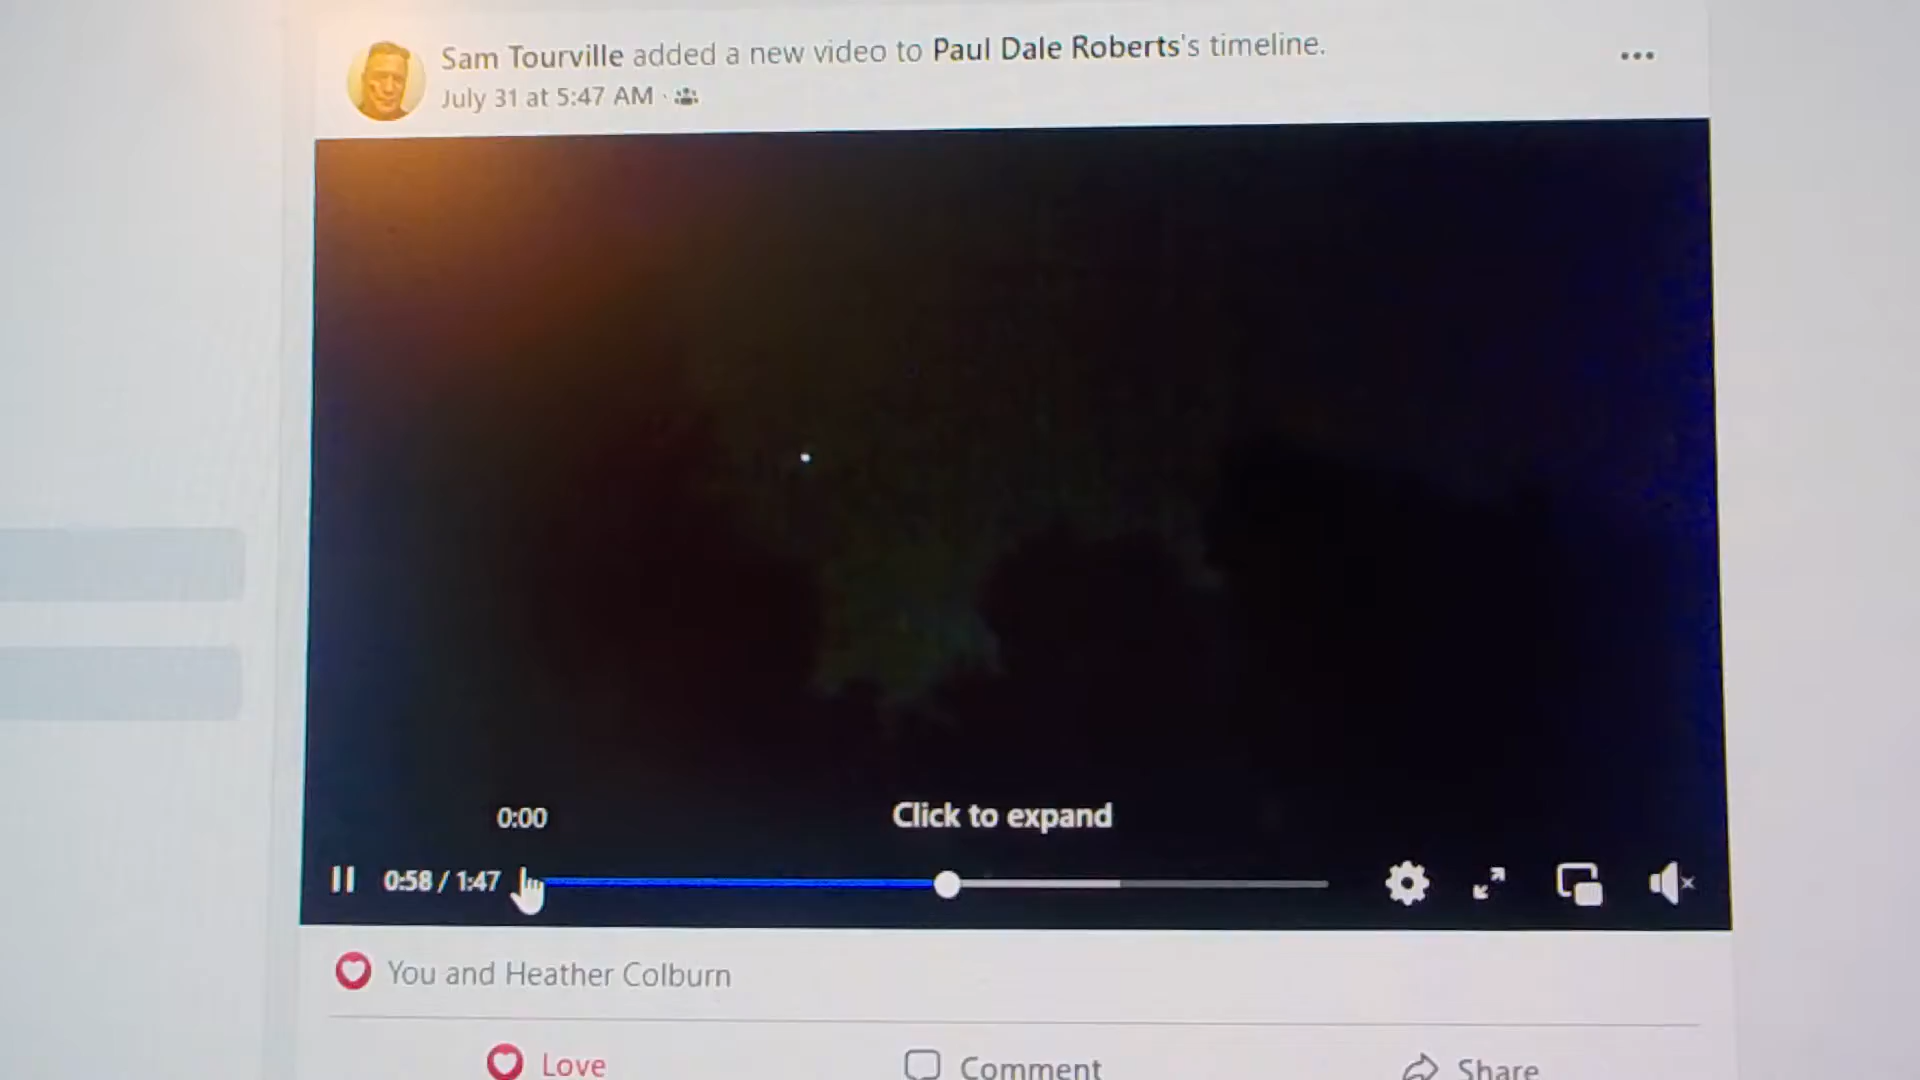 Sam Tourville added a new video to Paul Dale Roberts's timeline.
July 31 at 5:47 AM ·
0:00
Click to expand
0:58 / 1:47
You and Heather Colburn
Love
Comment
Share